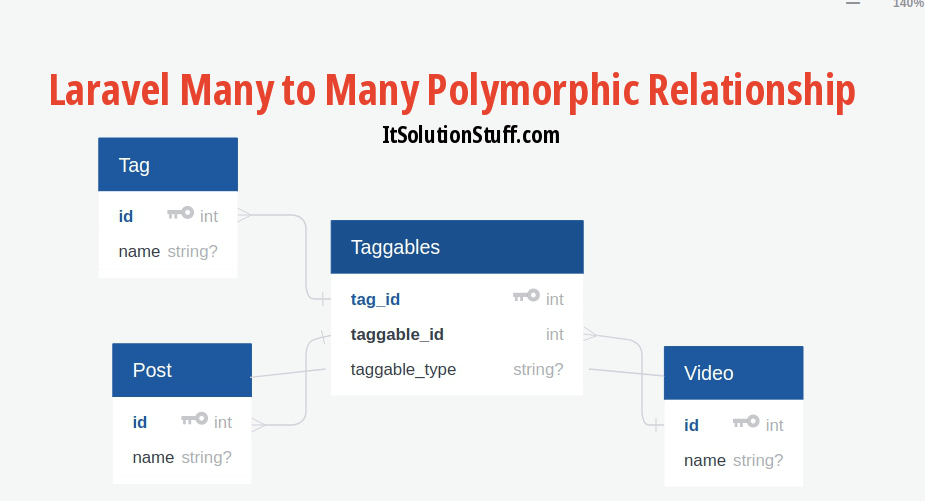 140%
Laravel Many to Many Polymorphic Relationship
ItSolutionStuff.com
Tag
id int
name string?
Taggables
tag_id int
taggable_id int
taggable_type string?
Post
id int
name string?
Video
id int
name string?